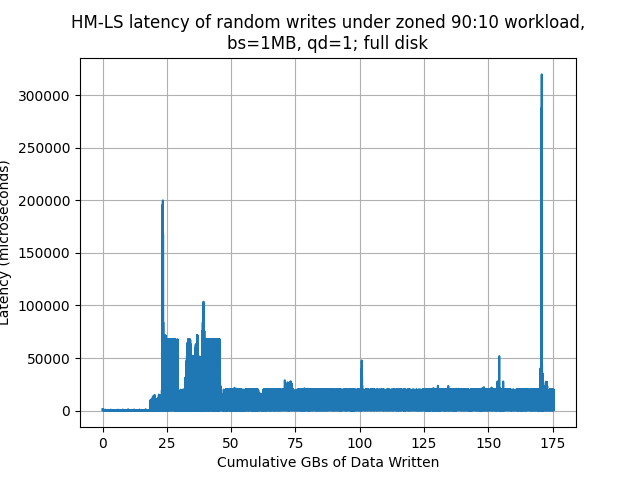 HM-LS latency of random writes under zoned 90:10 workload,
bs=1MB, qd=1; full disk
300000
250000
200000
150000
100000
50000
0
Latency (microseconds)
0 25 50 75 100 125 150 175
Cumulative GBs of Data Written